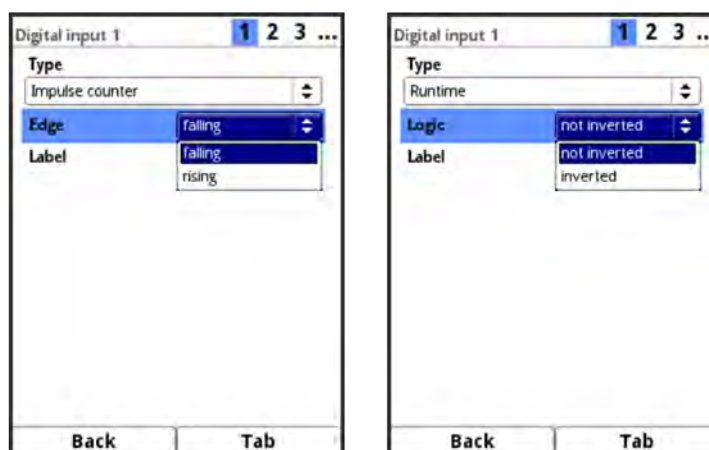 Digital input 1 1 2 3 ...
Type
Impulse counter
Edge falling
falling
Label
rising
Back Tab
Digital input 1 1 2 3 ..
Type
Runtime
Logic not inverted
not inverted
Label
inverted
Back Tab